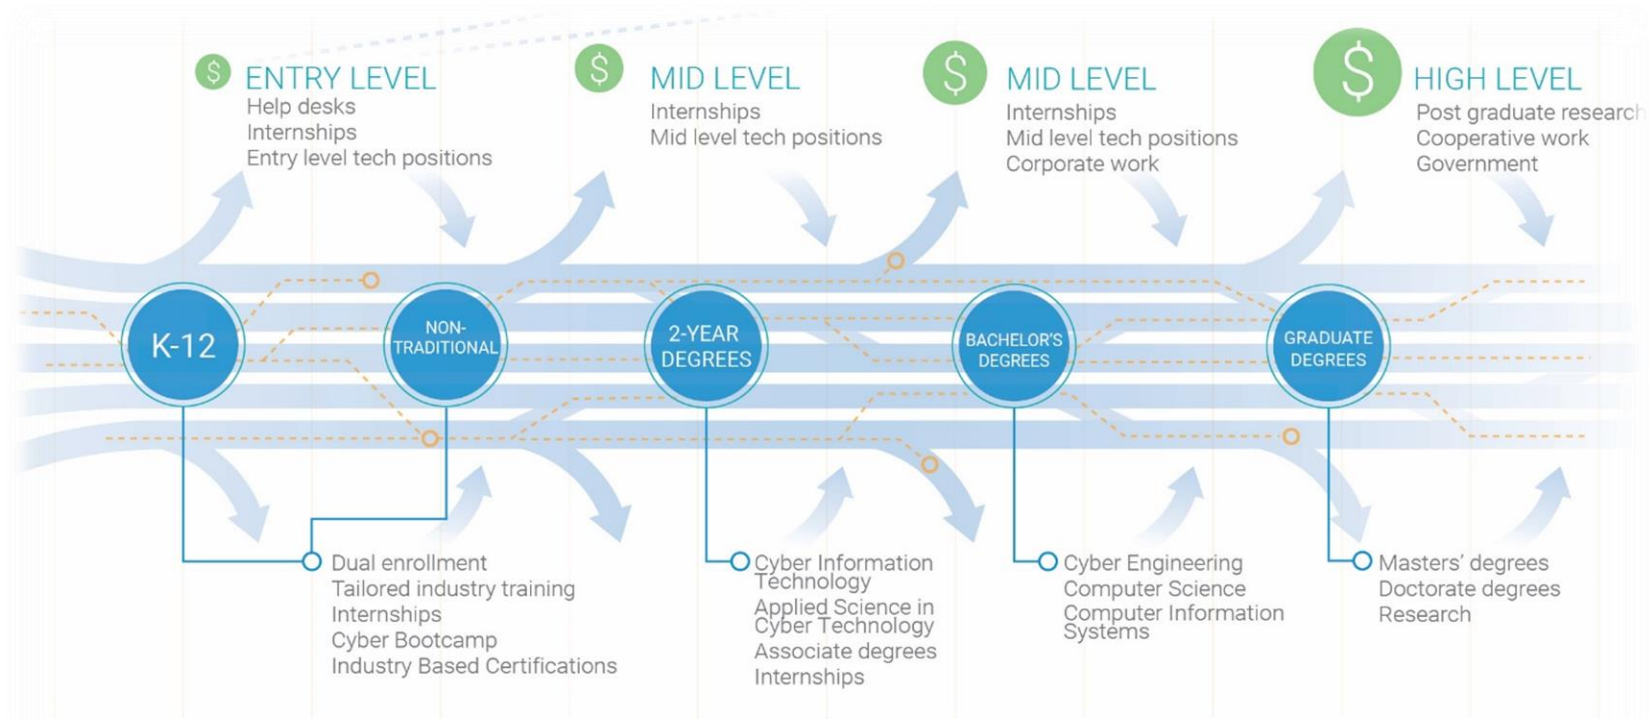 $ ENTRY LEVEL
Help desks
Internships
Entry level tech positions
$ MID LEVEL
Internships
Mid level tech positions
$ MID LEVEL
Internships
Mid level tech positions
Corporate work
$ HIGH LEVEL
Post graduate research
Cooperative work
Government
K-12
NON-
TRADITIONAL
2-YEAR
DEGREES
BACHELOR'S
DEGREES
GRADUATE
DEGREES
Dual enrollment
Tailored industry training
Internships
Cyber Bootcamp
Industry Based Certifications
Cyber Information
Technology
Applied Science in
Cyber Technology
Associate degrees
Internships
Cyber Engineering
Computer Science
Computer Information
Systems
Masters' degrees
Doctorate degrees
Research